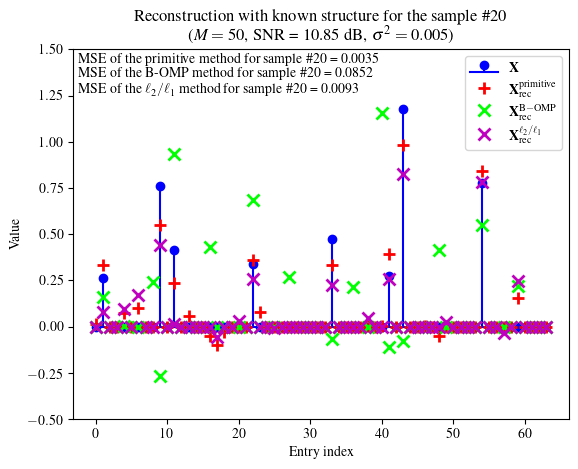 Reconstruction with known structure for the sample #20
(M = 50, SNR = 10.85 dB, σ² = 0.005)
MSE of the primitive method for sample #20 = 0.0035
MSE of the B-OMP method for sample #20 = 0.0852
MSE of the ℓ₂/ℓ₁ method for sample #20 = 0.0093
X
X_rec^primitive
X_rec^B−OMP
X_rec^ℓ₂/ℓ₁
1.50
1.25
1.00
0.75
0.50
0.25
0.00
−0.25
−0.50
Value
0 10 20 30 40 50 60
Entry index